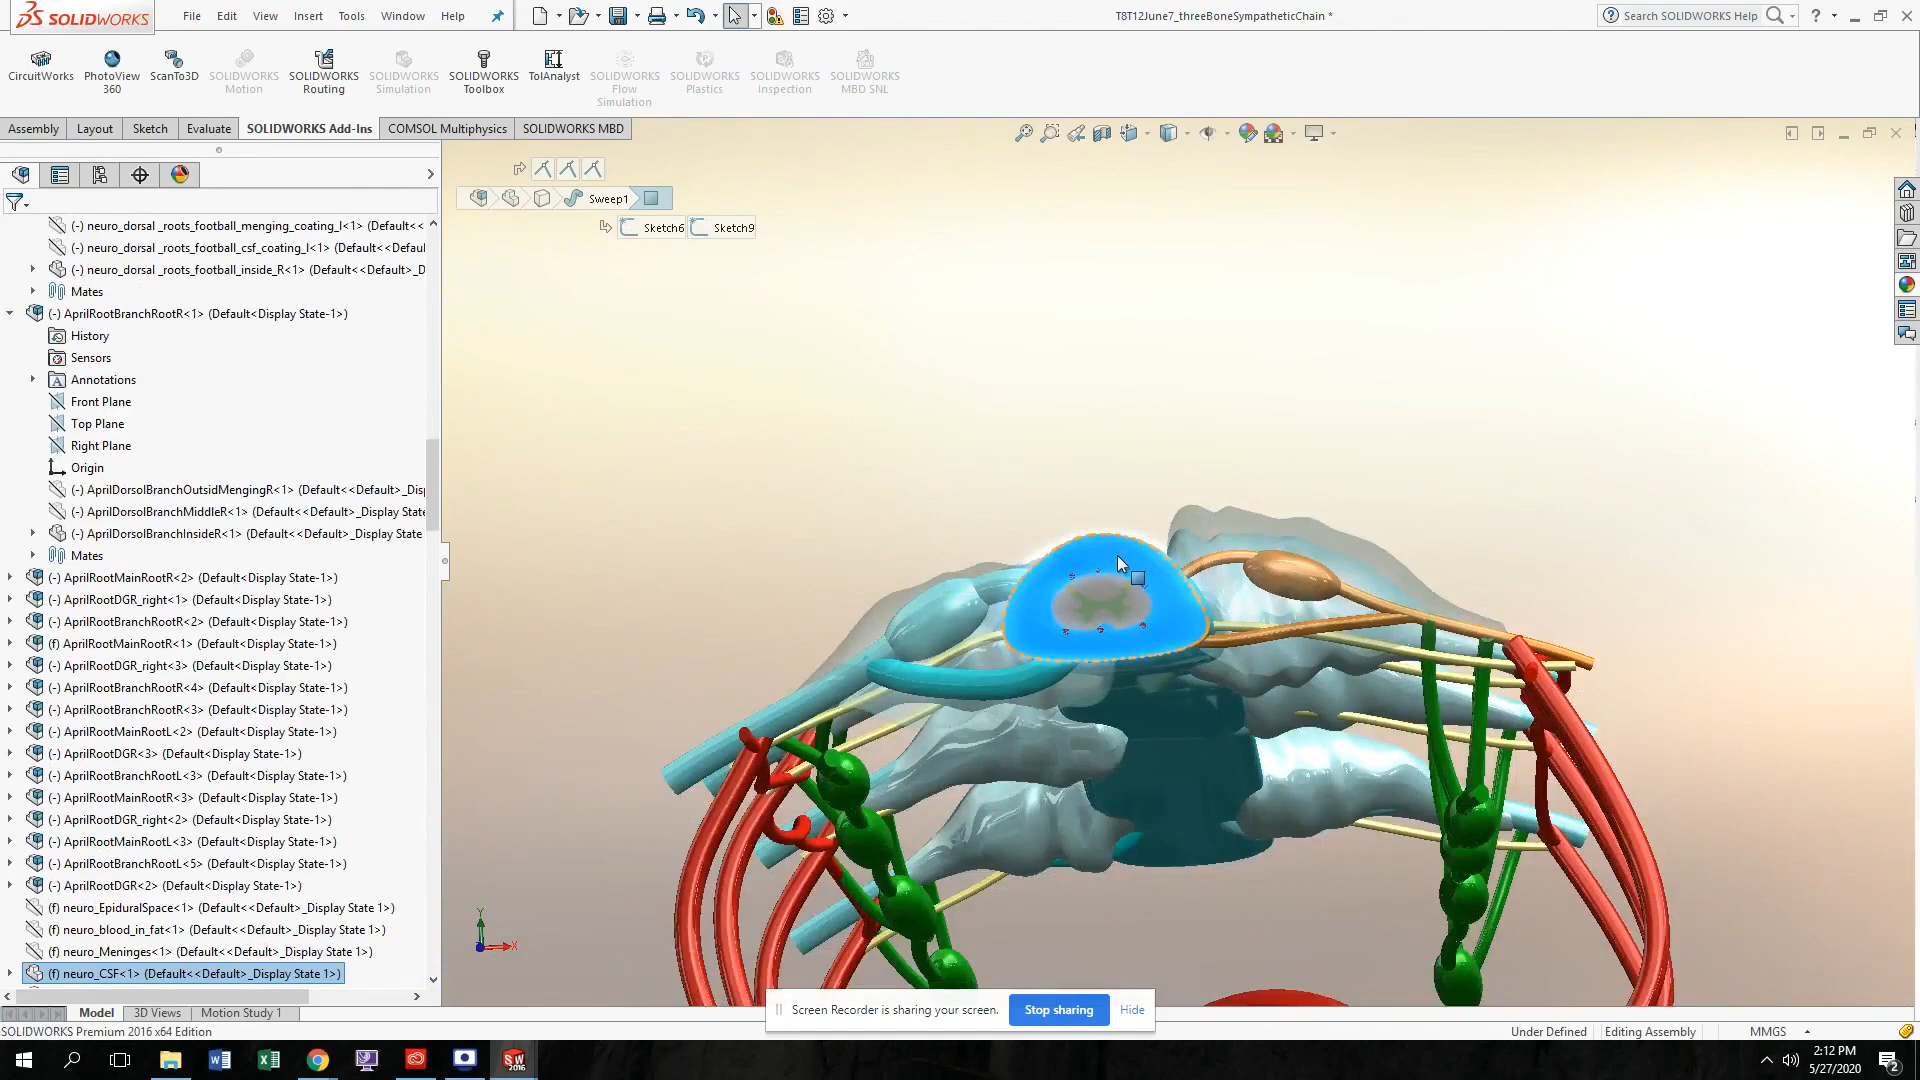 SOLIDWORKS File Edit View Insert Tools Window Help T8T12June7_threeBoneSympatheticChain * Search SOLIDWORKS Help
CircuitWorks PhotoView 360 ScanTo3D SOLIDWORKS Motion SOLIDWORKS Routing SOLIDWORKS Simulation SOLIDWORKS Toolbox TolAnalyst SOLIDWORKS Flow Simulation SOLIDWORKS Plastics SOLIDWORKS Inspection SOLIDWORKS MBD SNL
Assembly Layout Sketch Evaluate SOLIDWORKS Add-Ins COMSOL Multiphysics SOLIDWORKS MBD
Sweep1
Sketch6 Sketch9
(-) neuro_dorsal _roots_football_menging_coating_l<1> (Default<<
(-) neuro_dorsal _roots_football_csf_coating_l<1> (Default<<Defaul
(-) neuro_dorsal _roots_football_inside_R<1> (Default<<Default>_D
Mates
(-) AprilRootBranchRootR<1> (Default<Display State-1>)
History
Sensors
Annotations
Front Plane
Top Plane
Right Plane
Origin
(-) AprilDorsolBranchOutsidMengingR<1> (Default<<Default>_Dis
(-) AprilDorsolBranchMiddleR<1> (Default<<Default>_Display State
(-) AprilDorsolBranchInsideR<1> (Default<<Default>_Display State
Mates
(-) AprilRootMainRootR<2> (Default<Display State-1>)
(-) AprilRootDGR_right<1> (Default<Display State-1>)
(-) AprilRootBranchRootR<2> (Default<Display State-1>)
(f) AprilRootMainRootR<1> (Default<Display State-1>)
(-) AprilRootDGR_right<3> (Default<Display State-1>)
(-) AprilRootBranchRootR<4> (Default<Display State-1>)
(-) AprilRootBranchRootR<3> (Default<Display State-1>)
(-) AprilRootMainRootL<2> (Default<Display State-1>)
(-) AprilRootDGR<3> (Default<Display State-1>)
(-) AprilRootBranchRootL<3> (Default<Display State-1>)
(-) AprilRootMainRootR<3> (Default<Display State-1>)
(-) AprilRootDGR_right<2> (Default<Display State-1>)
(-) AprilRootMainRootL<3> (Default<Display State-1>)
(-) AprilRootBranchRootL<5> (Default<Display State-1>)
(-) AprilRootDGR<2> (Default<Display State-1>)
(f) neuro_EpiduralSpace<1> (Default<<Default>_Display State 1>)
(f) neuro_blood_in_fat<1> (Default<<Default>_Display State 1>)
(f) neuro_Meninges<1> (Default<<Default>_Display State 1>)
(f) neuro_CSF<1> (Default<<Default>_Display State 1>)
Y
X
Model 3D Views Motion Study 1
Screen Recorder is sharing your screen. Stop sharing Hide
SOLIDWORKS Premium 2016 x64 Edition Under Defined Editing Assembly MMGS
2:12 PM
5/27/2020
2